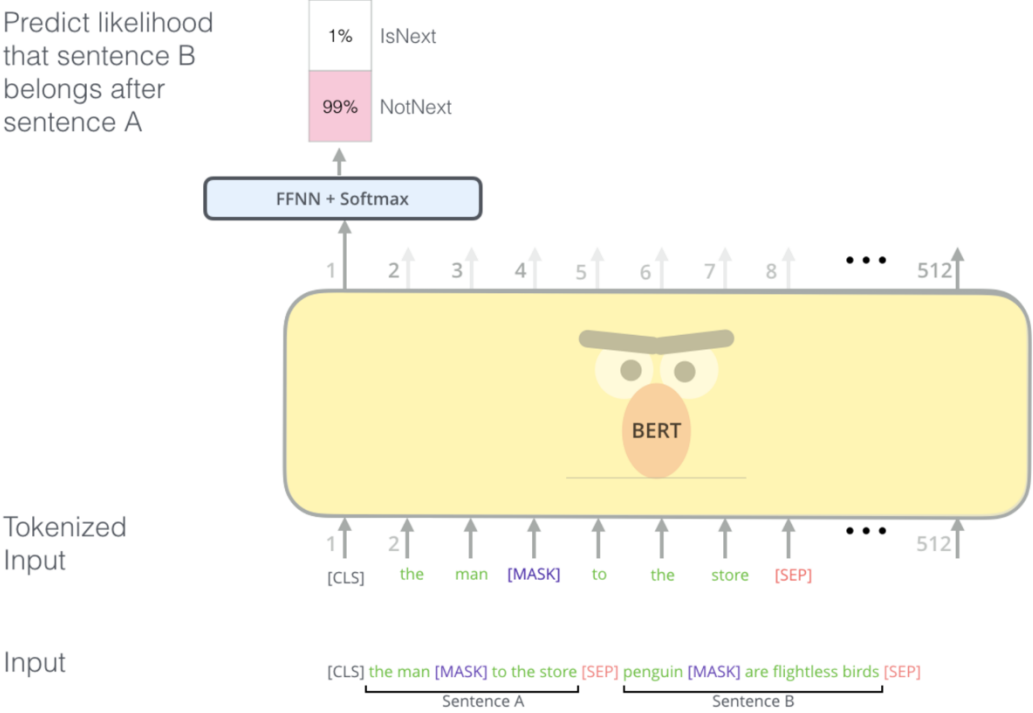 Predict likelihood
that sentence B
belongs after
sentence A
1% IsNext
99% NotNext
FFNN + Softmax
1 2 3 4 5 6 7 8 ••• 512
BERT
Tokenized
Input
1 2 ••• 512
[CLS] the man [MASK] to the store [SEP]
Input
[CLS] the man [MASK] to the store [SEP] penguin [MASK] are flightless birds [SEP]
Sentence A Sentence B